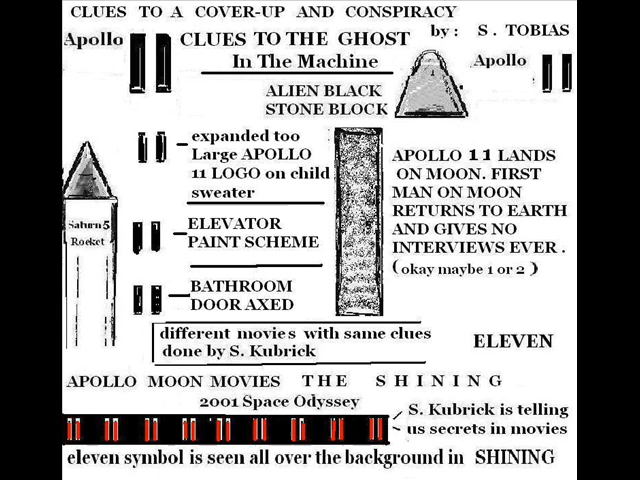 CLUES TO A COVER-UP AND CONSPIRACY
by: S. TOBIAS
Apollo
CLUES TO THE GHOST
In The Machine
Apollo
ALIEN BLACK
STONE BLOCK
expanded too
Large APOLLO
11 LOGO on child
sweater
APOLLO 11 LANDS
ON MOON. FIRST
MAN ON MOON
RETURNS TO EARTH
AND GIVES NO
INTERVIEWS EVER.
(okay maybe 1 or 2)
Saturn 5
Rocket
ELEVATOR
PAINT SCHEME
BATHROOM
DOOR AXED
different movies with same clues
done by S. Kubrick
ELEVEN
APOLLO MOON MOVIES THE SHINING
2001 Space Odyssey
S. Kubrick is telling
us secrets in movies
eleven symbol is seen all over the background in SHINING